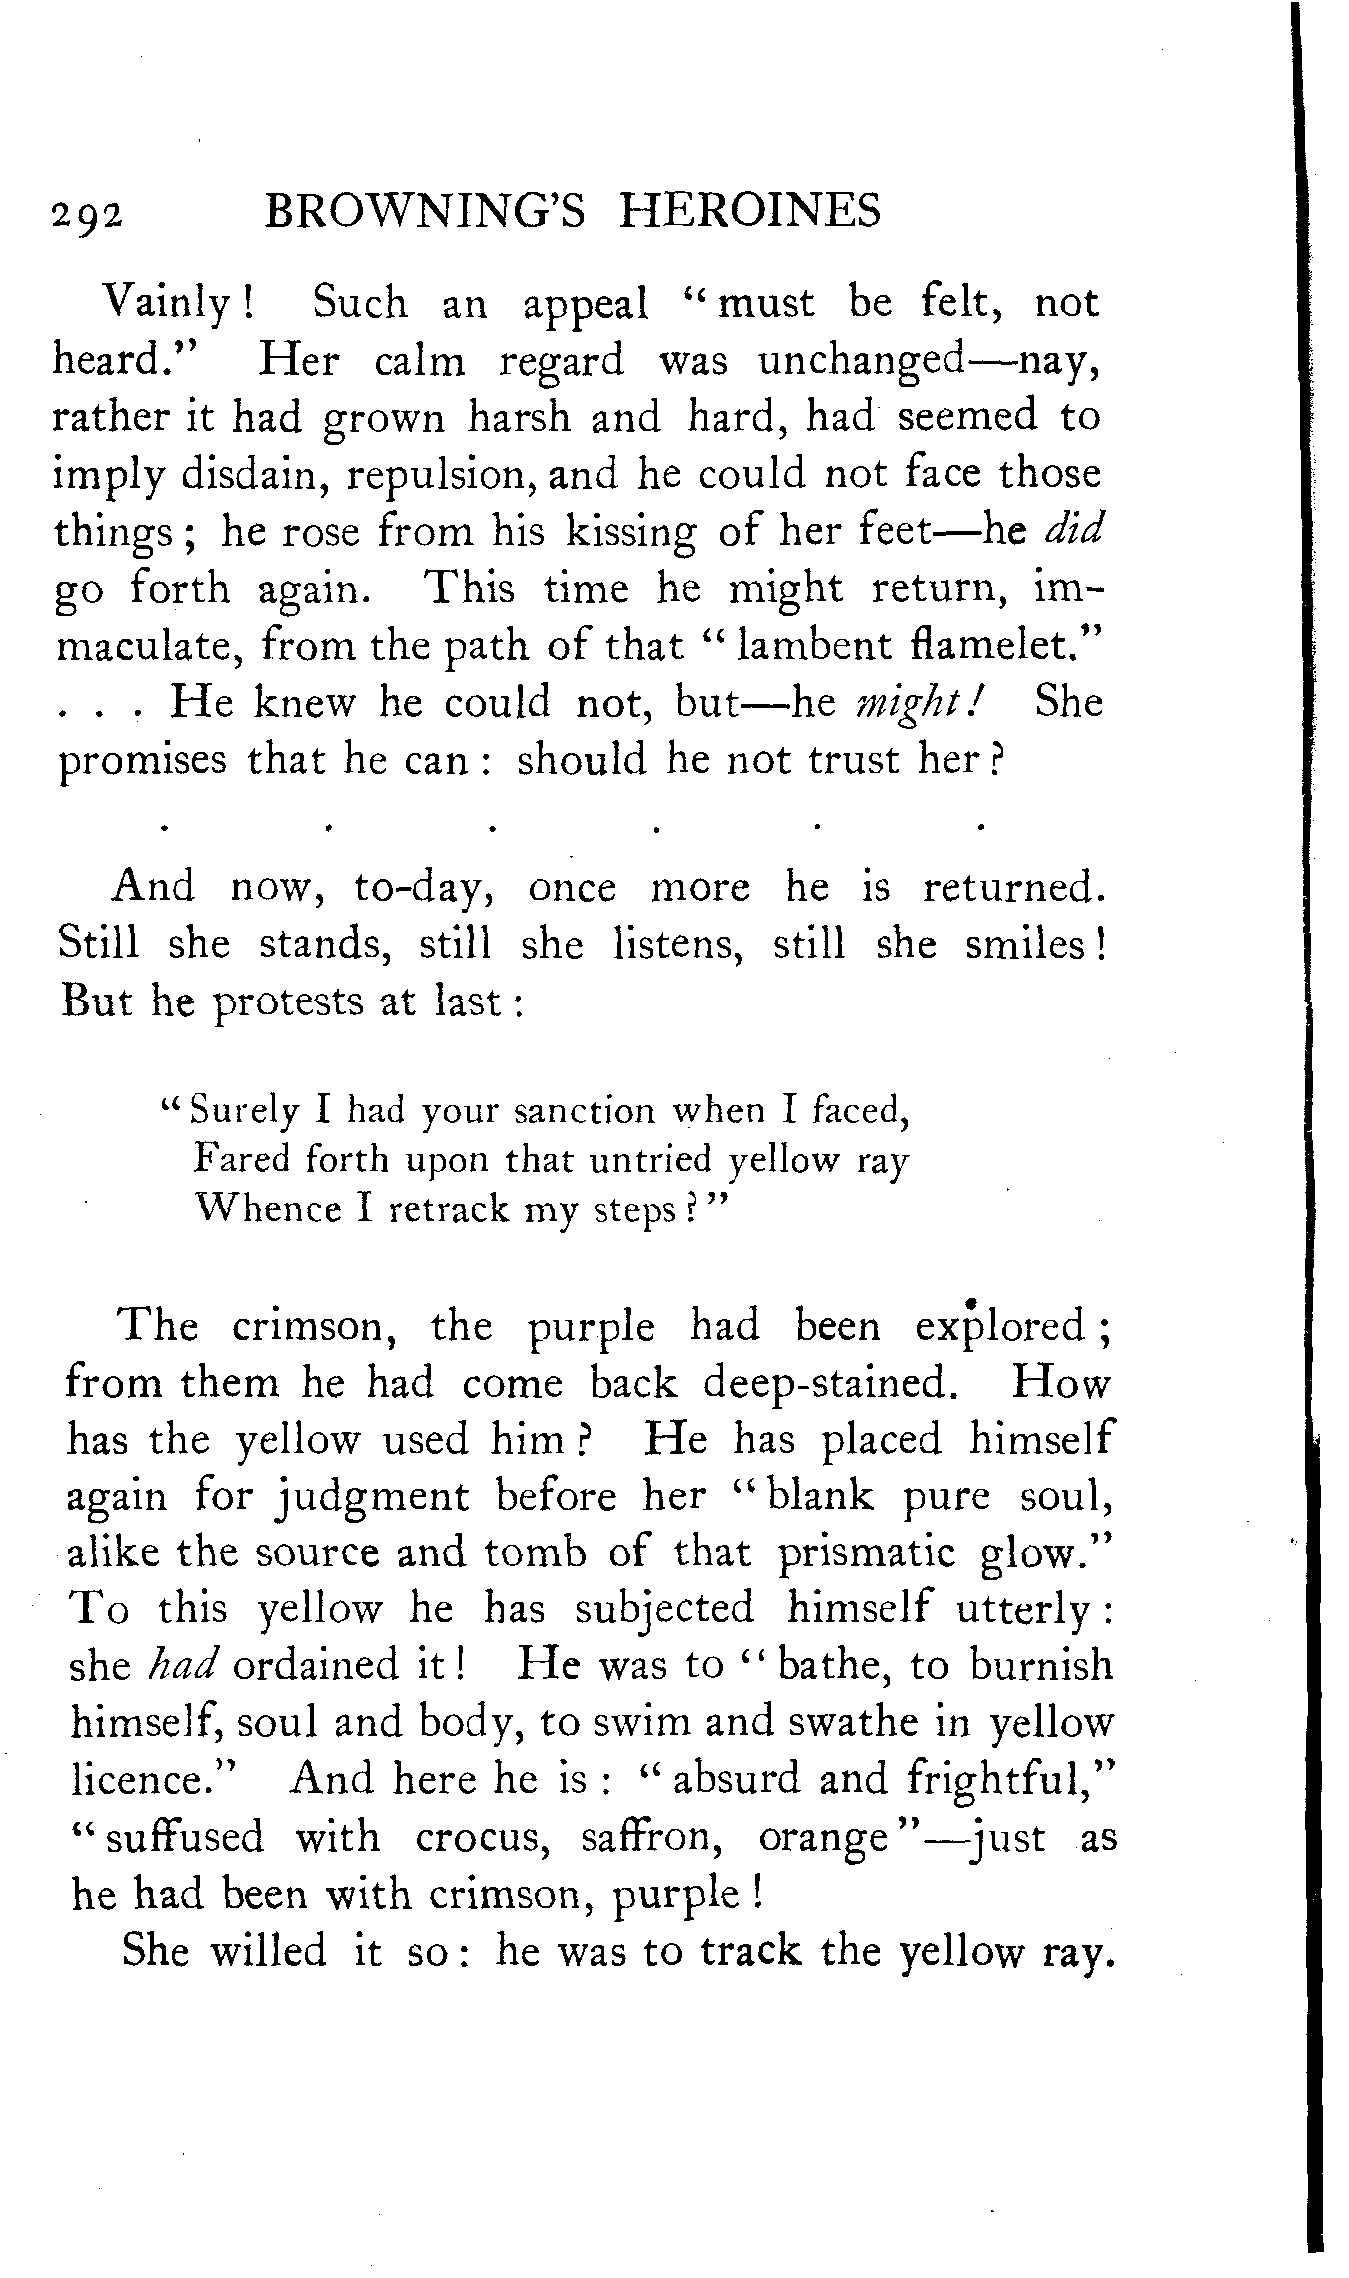 292 BROWNING'S HEROINES
Vainly! Such an appeal “must be felt, not
heard.” Her calm regard was unchanged—nay,
rather it had grown harsh and hard, had seemed to
imply disdain, repulsion, and he could not face those
things; he rose from his kissing of her feet—he did
go forth again. This time he might return, im-
maculate, from the path of that “lambent flamelet.”
. . . He knew he could not, but—he might! She
promises that he can: should he not trust her?
. . . . . .
And now, to-day, once more he is returned.
Still she stands, still she listens, still she smiles!
But he protests at last:
“Surely I had your sanction when I faced,
Fared forth upon that untried yellow ray
Whence I retrack my steps?”
The crimson, the purple had been explored;
from them he had come back deep-stained. How
has the yellow used him? He has placed himself
again for judgment before her “blank pure soul,
alike the source and tomb of that prismatic glow.”
To this yellow he has subjected himself utterly:
she had ordained it! He was to “bathe, to burnish
himself, soul and body, to swim and swathe in yellow
licence.” And here he is: “absurd and frightful,”
“suffused with crocus, saffron, orange”—just as
he had been with crimson, purple!
She willed it so: he was to track the yellow ray.